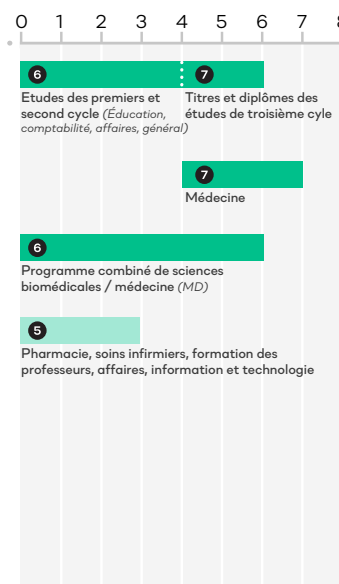 0 1 2 3 4 5 6 7 8
6 7
Etudes des premiers et Titres et diplômes des
second cycle (Éducation, études de troisième cyle
comptabilité, affaires, général)
7
Médecine
6
Programme combiné de sciences
biomédicales / médecine (MD)
5
Pharmacie, soins infirmiers, formation des
professeurs, affaires, information et technologie